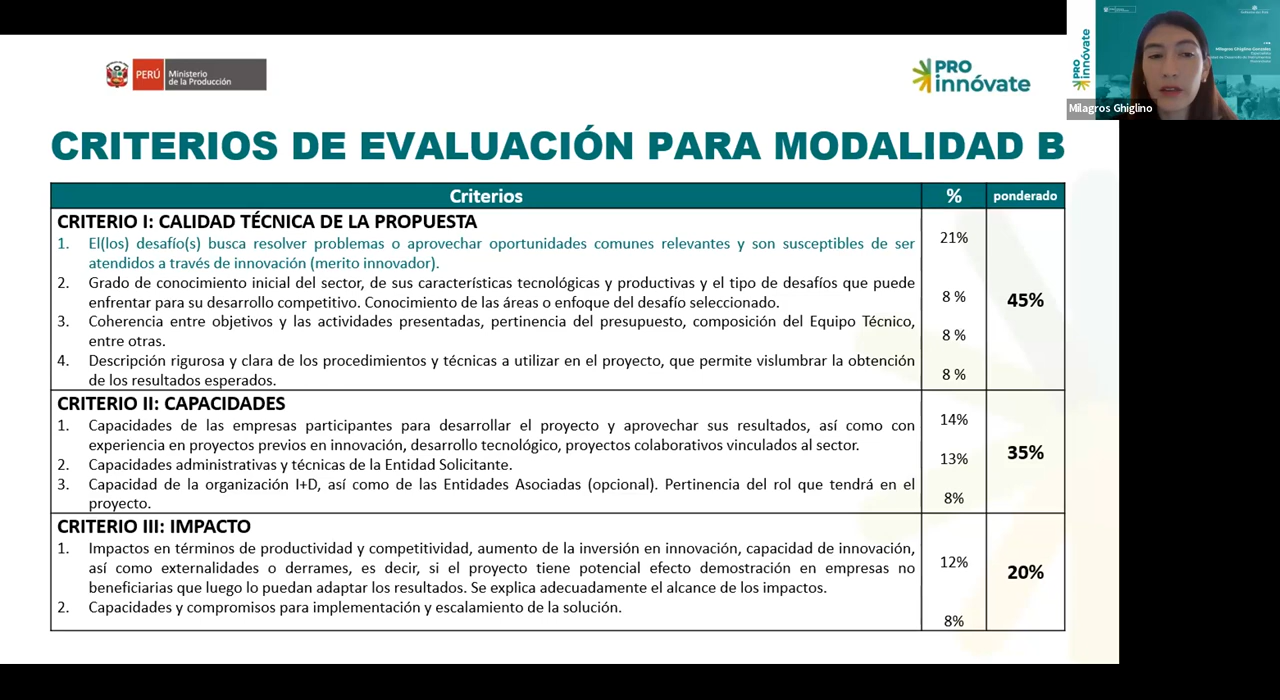 PERÚ
Ministerio
de la Producción
PRO
innóvate
PRO
innóvate
Milagros Ghiglino Gonzales
Milagros Ghiglino
CRITERIOS DE EVALUACIÓN PARA MODALIDAD B
Criterios
%
ponderado
CRITERIO I: CALIDAD TÉCNICA DE LA PROPUESTA
1. El(los) desafío(s) busca resolver problemas o aprovechar oportunidades comunes relevantes y son susceptibles de ser
atendidos a través de innovación (merito innovador).
21%
2. Grado de conocimiento inicial del sector, de sus características tecnológicas y productivas y el tipo de desafíos que puede
enfrentar para su desarrollo competitivo. Conocimiento de las áreas o enfoque del desafío seleccionado.
8 %
3. Coherencia entre objetivos y las actividades presentadas, pertinencia del presupuesto, composición del Equipo Técnico,
entre otras.
8 %
4. Descripción rigurosa y clara de los procedimientos y técnicas a utilizar en el proyecto, que permite vislumbrar la obtención
de los resultados esperados.
8 %
45%
CRITERIO II: CAPACIDADES
1. Capacidades de las empresas participantes para desarrollar el proyecto y aprovechar sus resultados, así como con
experiencia en proyectos previos en innovación, desarrollo tecnológico, proyectos colaborativos vinculados al sector.
14%
2. Capacidades administrativas y técnicas de la Entidad Solicitante.
13%
3. Capacidad de la organización I+D, así como de las Entidades Asociadas (opcional). Pertinencia del rol que tendrá en el
proyecto.
8%
35%
CRITERIO III: IMPACTO
1. Impactos en términos de productividad y competitividad, aumento de la inversión en innovación, capacidad de innovación,
así como externalidades o derrames, es decir, si el proyecto tiene potencial efecto demostración en empresas no
beneficiarias que luego lo puedan adaptar los resultados. Se explica adecuadamente el alcance de los impactos.
12%
2. Capacidades y compromisos para implementación y escalamiento de la solución.
8%
20%